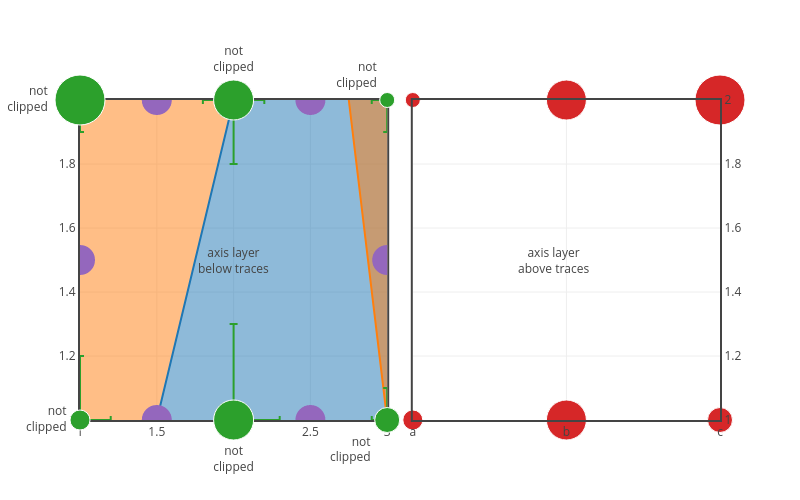 not
clipped
not
clipped
not
clipped
2
1.8
1.8
1.6
1.6
axis layer
below traces
axis layer
above traces
1.4
1.4
1.2
1.2
not
clipped
1.5
2.5
3
a
b
c
not
clipped
not
clipped